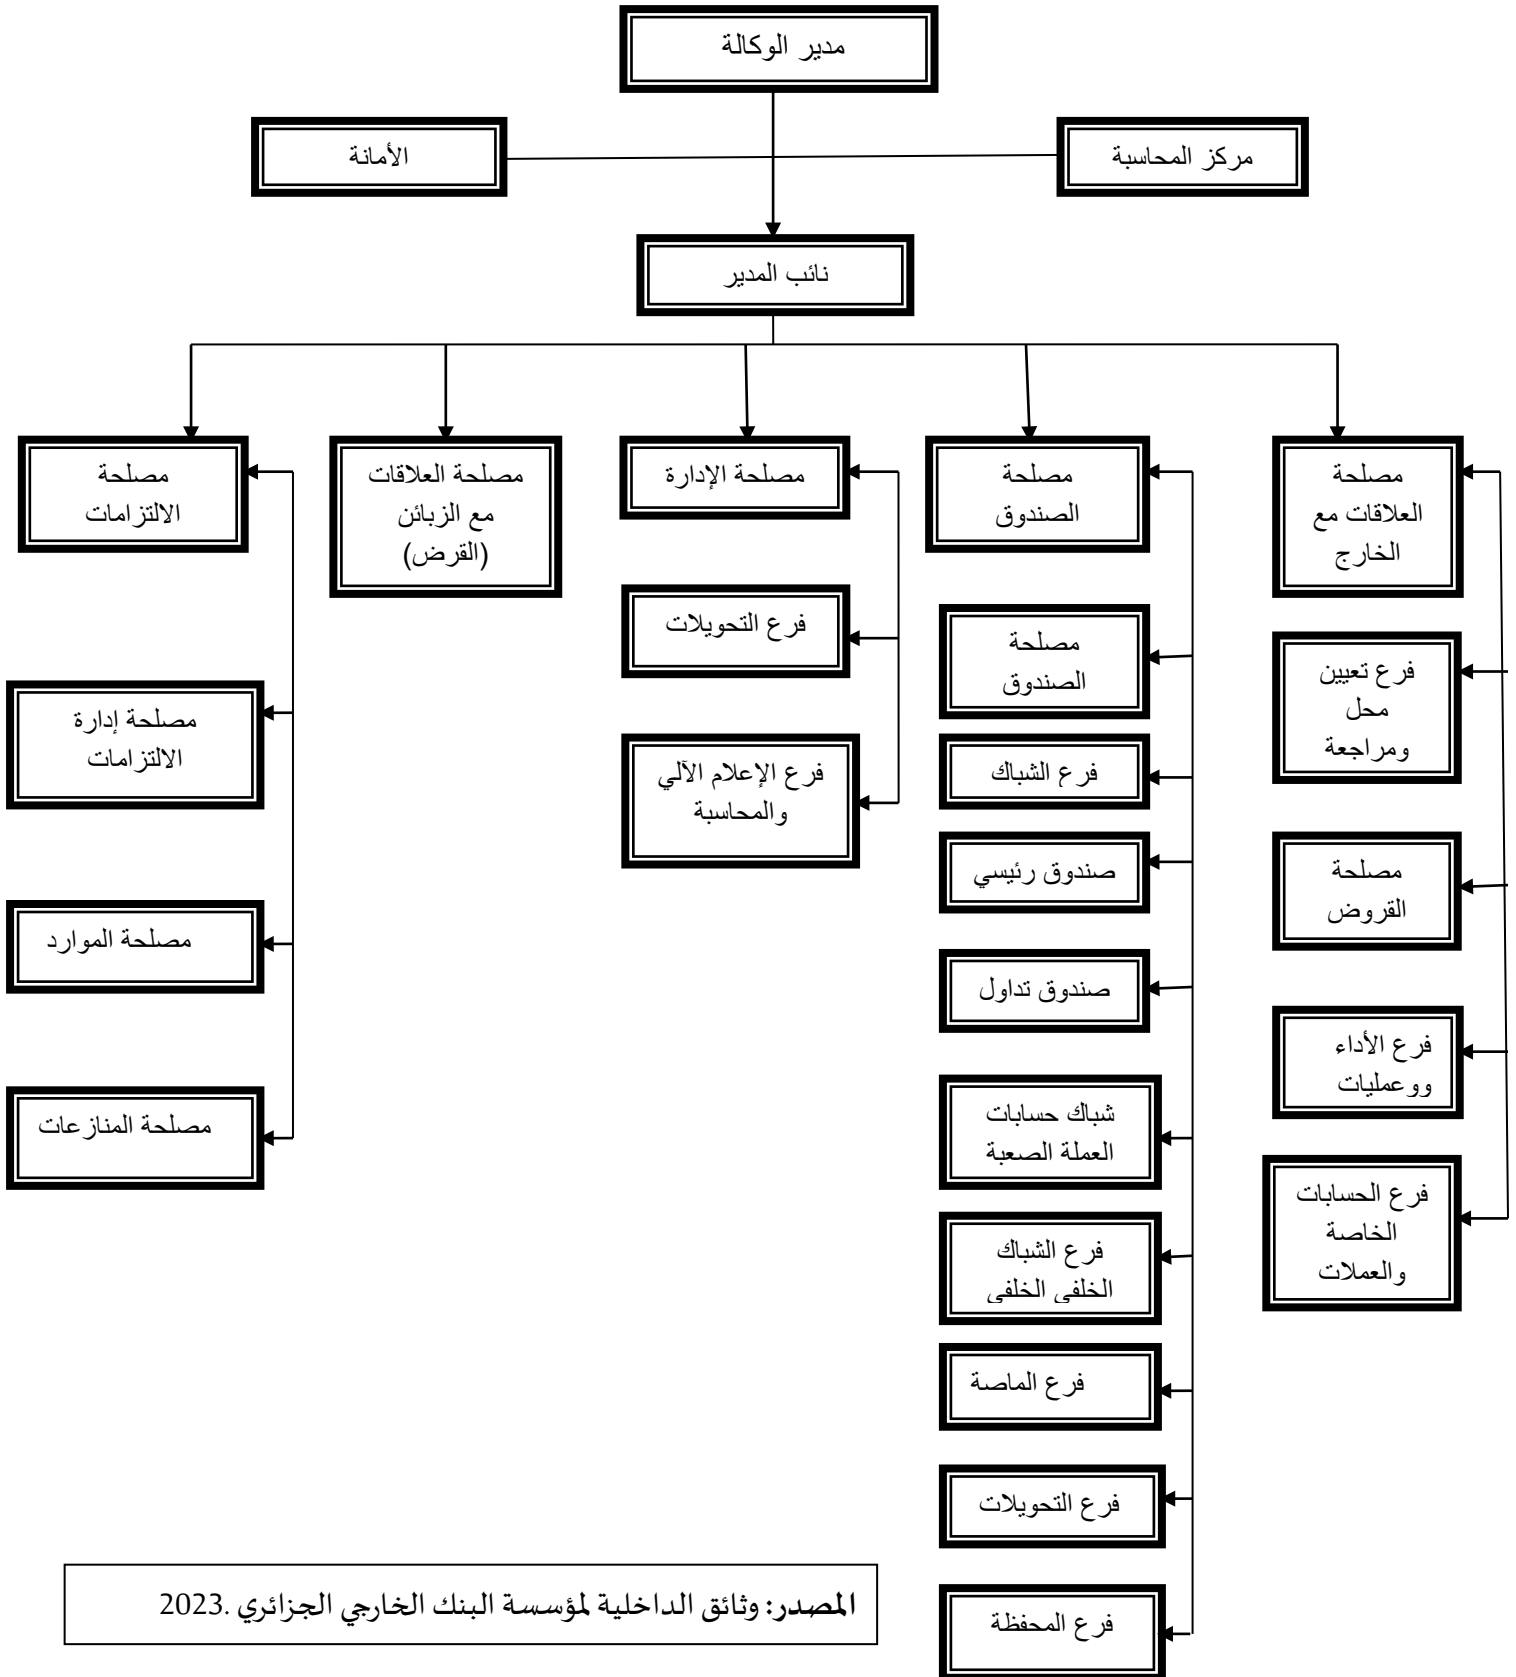 مدير الوكالة
مركز المحاسبة
الأمانة
نائب المدير
مصلحة
العلاقات مع
الخارج
مصلحة
الصندوق
مصلحة الإدارة
مصلحة العلاقات
مع الزبائن
(القرض)
مصلحة
الالتزامات
فرع تعيين
محل
ومراجعة
مصلحة
القروض
فرع الأداء
ووعمليات
فرع الحسابات
الخاصة
والعملات
مصلحة
الصندوق
فرع الشباك
صندوق رئيسي
صندوق تداول
شباك حسابات
العملة الصعبة
فرع الشباك
الخلفي الخلفي
فرع الماصة
فرع التحويلات
فرع المحفظة
فرع التحويلات
فرع الإعلام الآلي
والمحاسبة
مصلحة إدارة
الالتزامات
مصلحة الموارد
مصلحة المنازعات
المصدر: وثائق الداخلية لمؤسسة البنك الخارجي الجزائري .2023